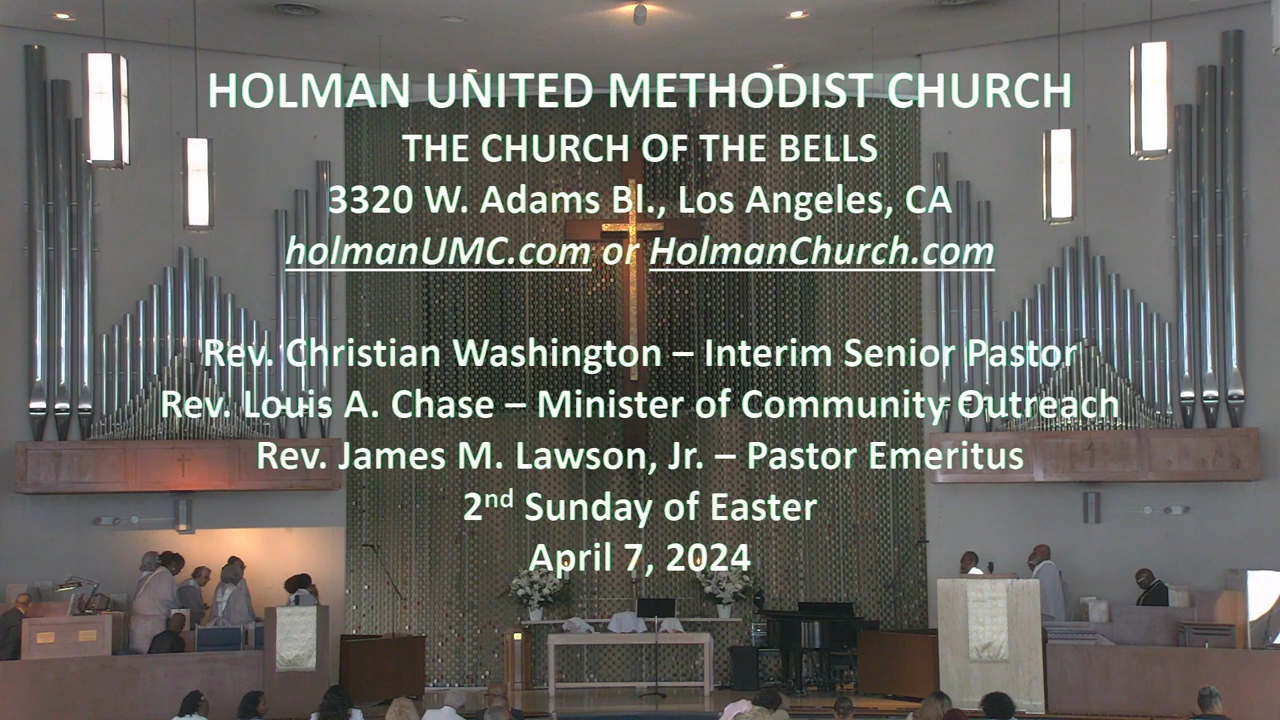 HOLMAN UNITED METHODIST CHURCH
THE CHURCH OF THE BELLS
3320 W. Adams Bl., Los Angeles, CA
holmanUMC.com or HolmanChurch.com
Rev. Christian Washington – Interim Senior Pastor
Rev. Louis A. Chase – Minister of Community Outreach
Rev. James M. Lawson, Jr. – Pastor Emeritus
2nd Sunday of Easter
April 7, 2024